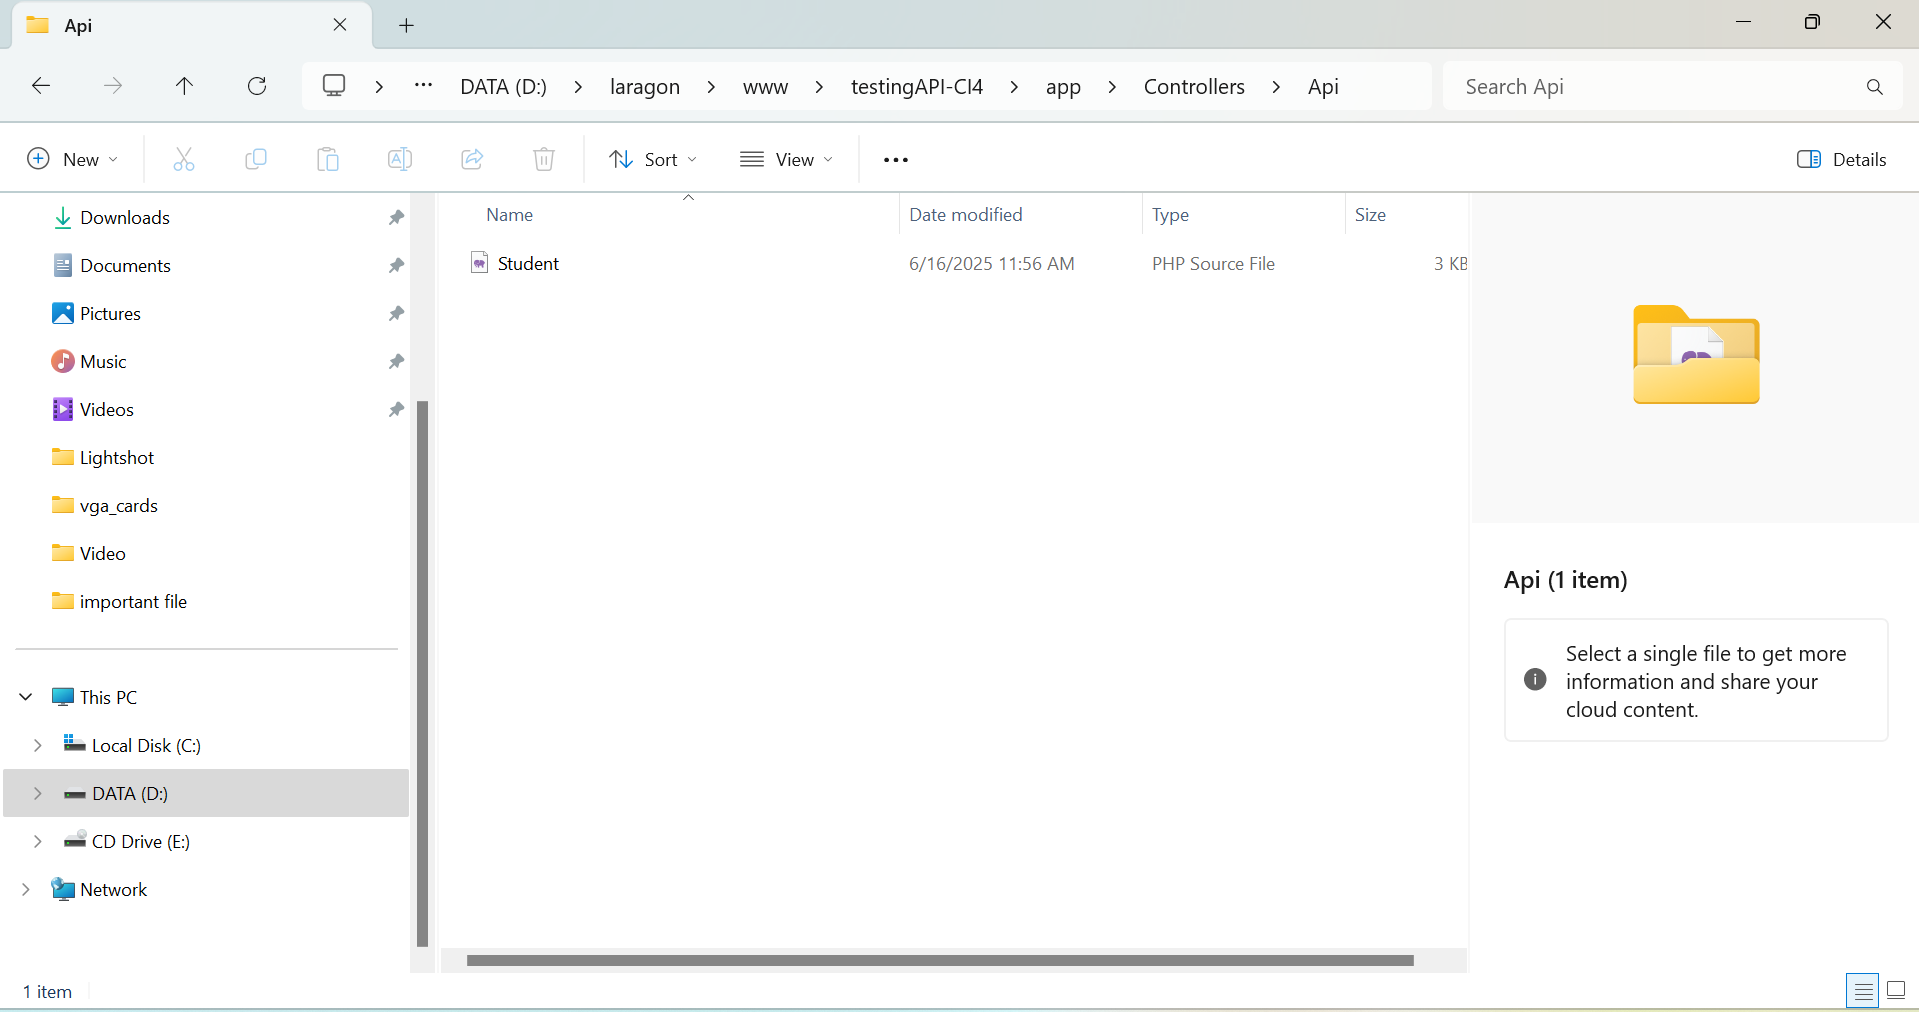 Api
DATA (D:) laragon www testingAPI-CI4 app Controllers Api
Search Api
New Sort View ... Details
Downloads
Documents
Pictures
Music
Videos
Lightshot
vga_cards
Video
important file
This PC
Local Disk (C:)
DATA (D:)
CD Drive (E:)
Network
Name Date modified Type Size
Student 6/16/2025 11:56 AM PHP Source File 3 KB
Api (1 item)
Select a single file to get more
information and share your
cloud content.
1 item